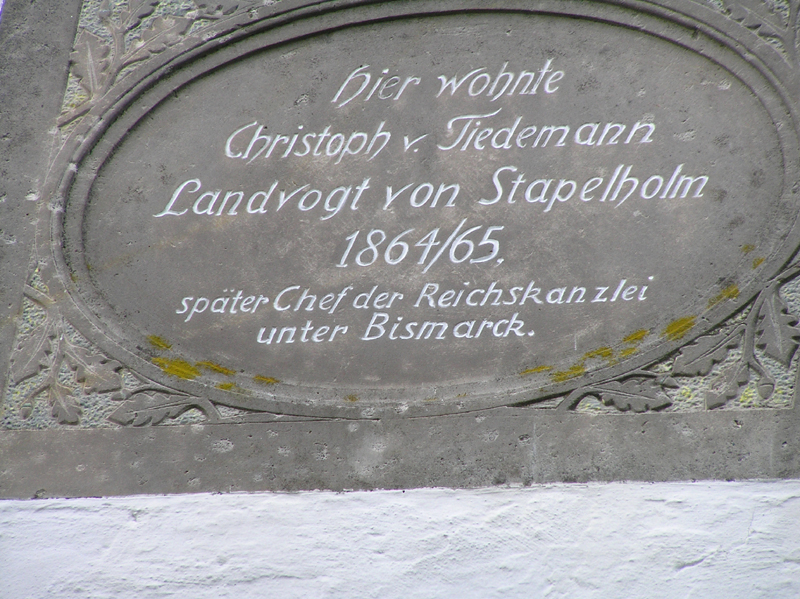 hier wohnte
Christoph v. Tiedemann
Landvogt von Stapelholm
1864/65.
später Chef der Reichskanzlei
unter Bismarck.